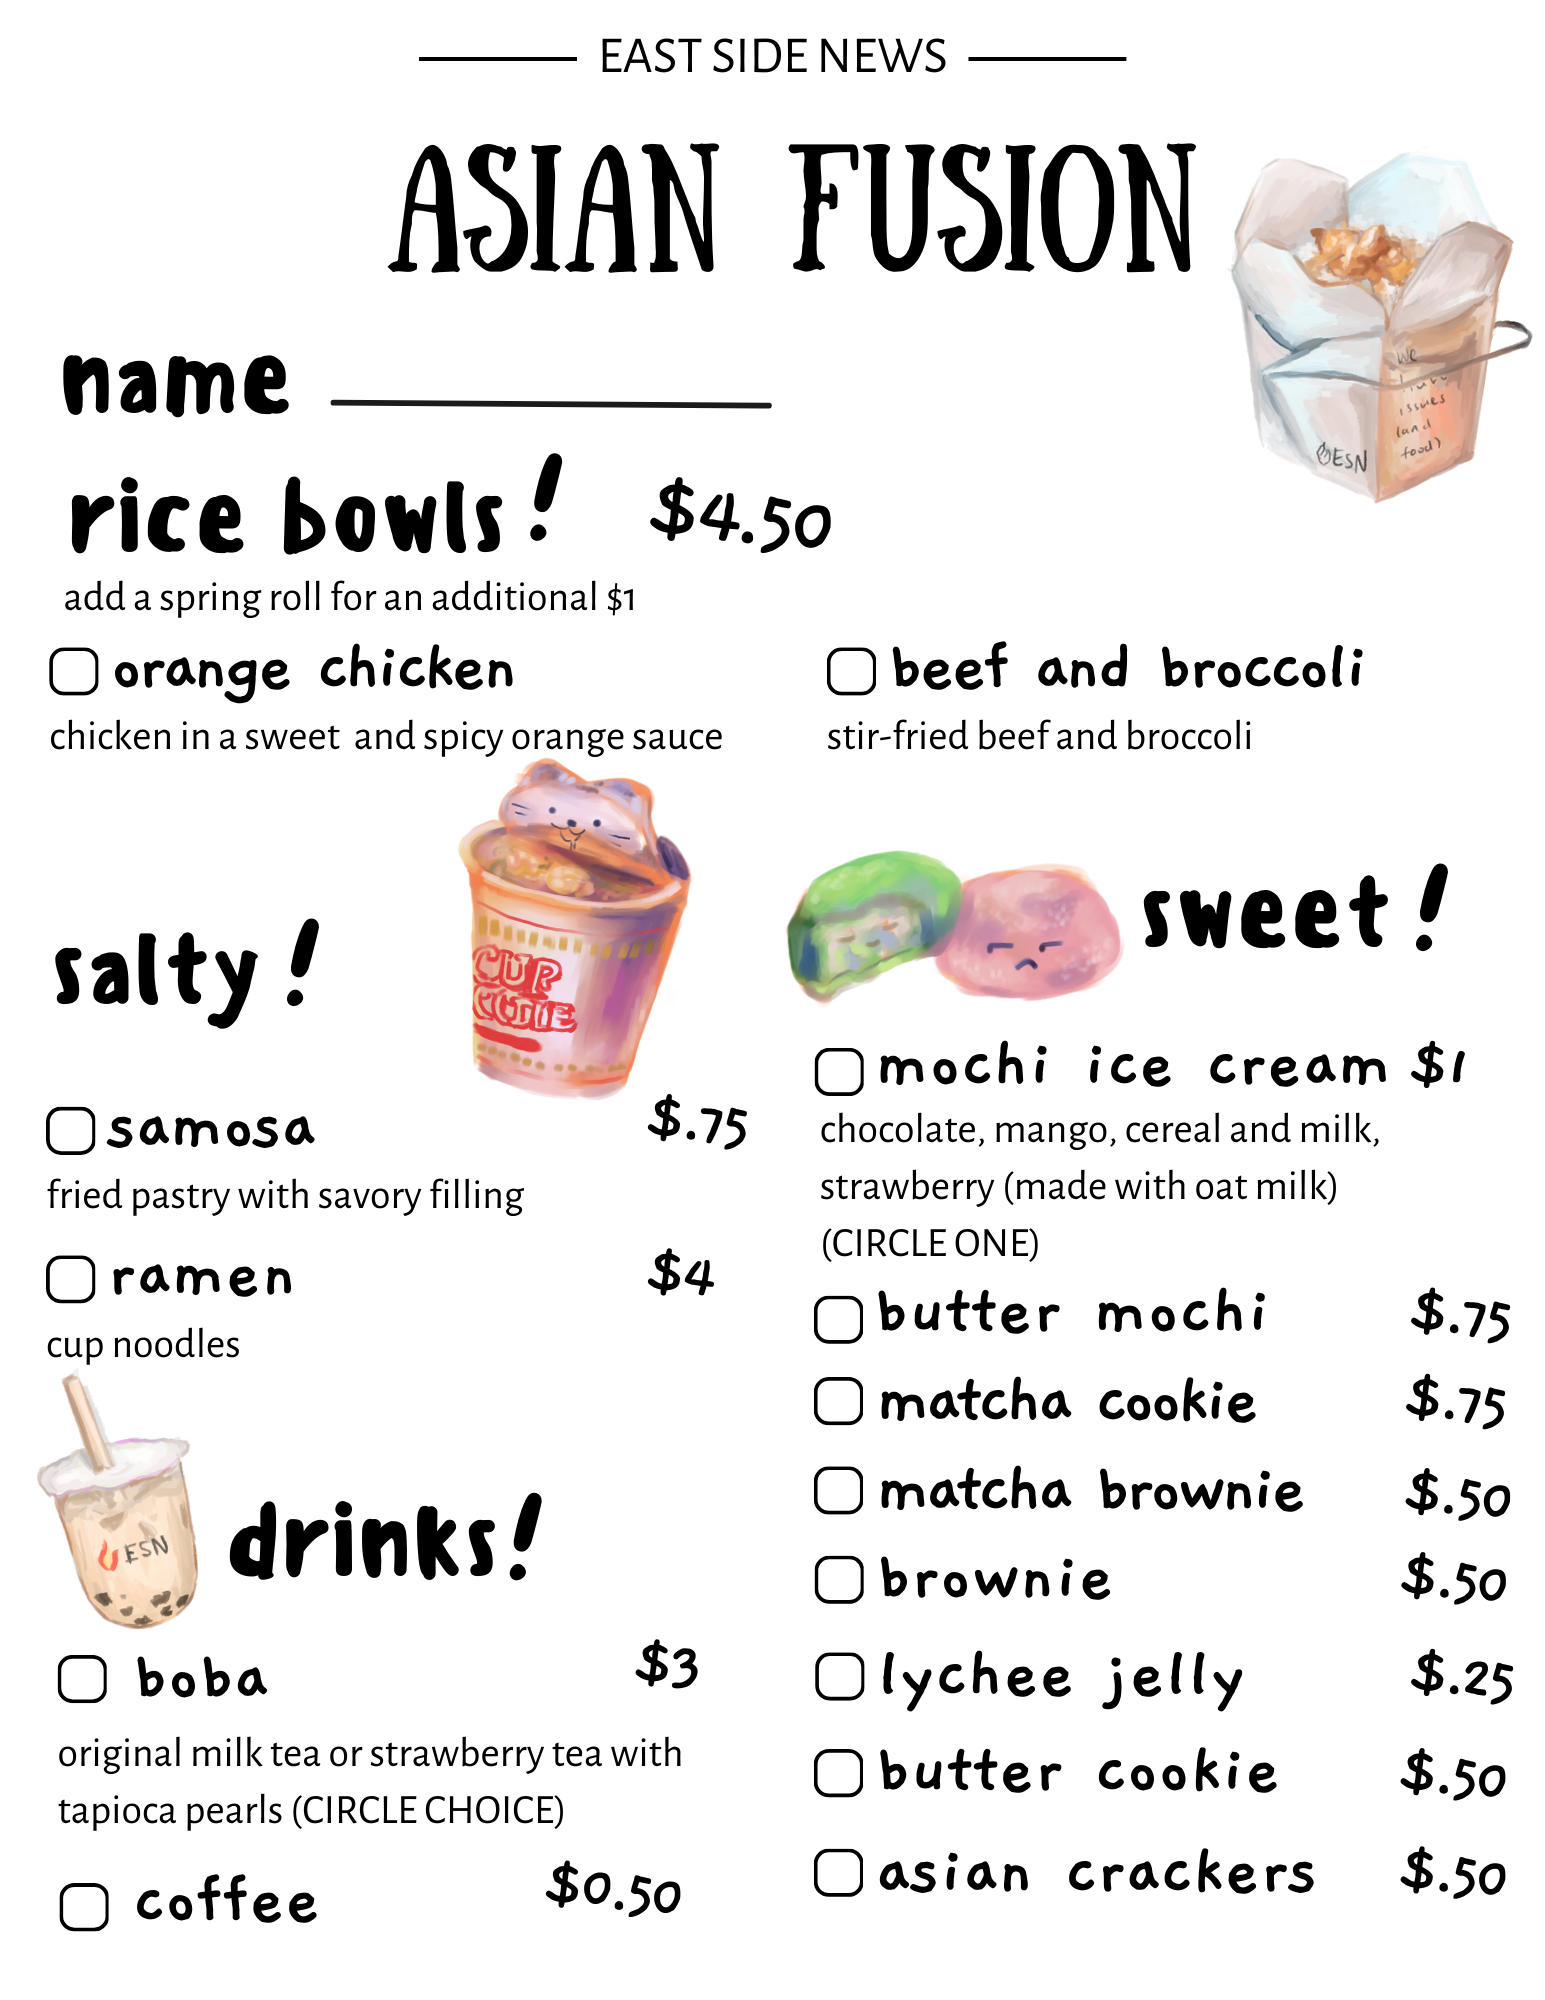 EAST SIDE NEWS
ASIAN FUSION
name
We
issues
(and
food)
ESN
rice bowls! $4.50
add a spring roll for an additional $1
orange chicken
chicken in a sweet and spicy orange sauce
beef and broccoli
stir-fried beef and broccoli
salty!
CUP
CUTIE
samosa $.75
fried pastry with savory filling
ramen $4
cup noodles
ESN
drinks!
boba $3
original milk tea or strawberry tea with
tapioca pearls (CIRCLE CHOICE)
coffee $0.50
sweet!
mochi ice cream $1
chocolate, mango, cereal and milk,
strawberry (made with oat milk)
(CIRCLE ONE)
butter mochi $.75
matcha cookie $.75
matcha brownie $.50
brownie $.50
lychee jelly $.25
butter cookie $.50
asian crackers $.50